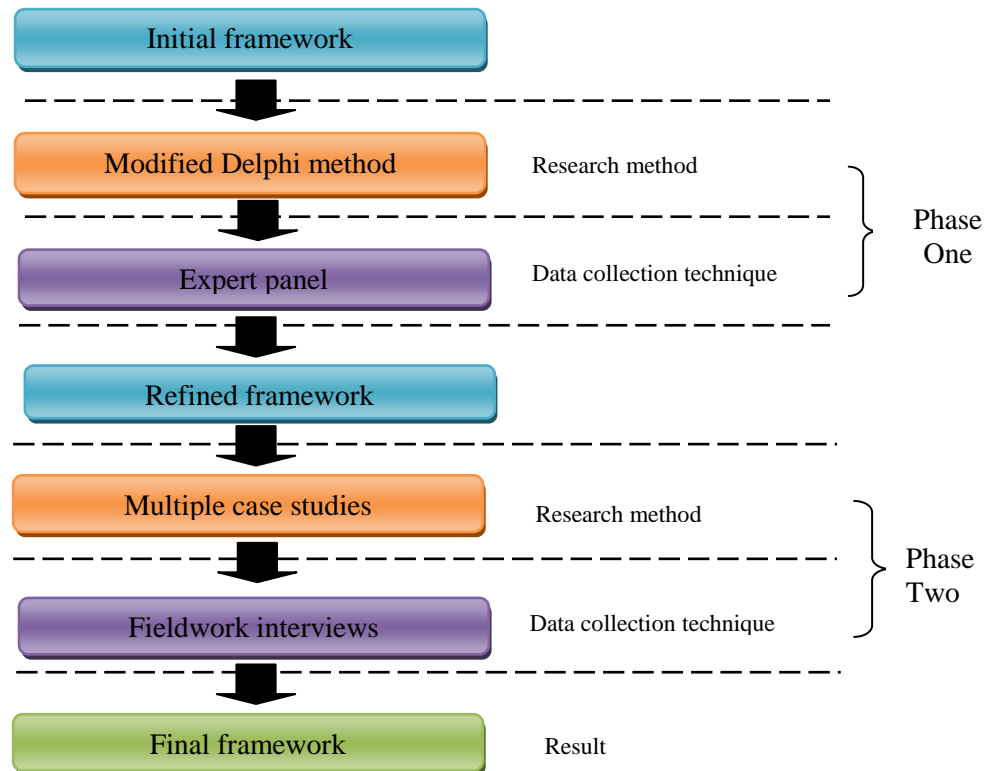 Initial framework
Modified Delphi method
Research method
Phase
One
Expert panel
Data collection technique
Refined framework
Multiple case studies
Research method
Phase
Two
Fieldwork interviews
Data collection technique
Final framework
Result